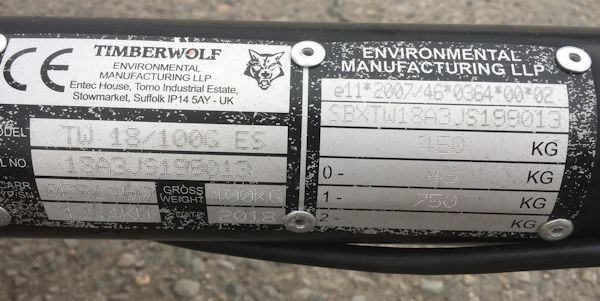 CE
TIMBERWOLF
ENVIRONMENTAL
MANUFACTURING LLP
Entec House, Tomo Industrial Estate,
Stowmarket, Suffolk IP14 5AY - UK
MODEL TW 18/100G ES
L NO.
GROSS
WEIGHT
DATE 2018
ENVIRONMENTAL
MANUFACTURING LLP
e11*2007/46*0364*00*02
SBXTW18A3JS199013
KG
0 - 45 KG
1 - 750 KG
2 - KG